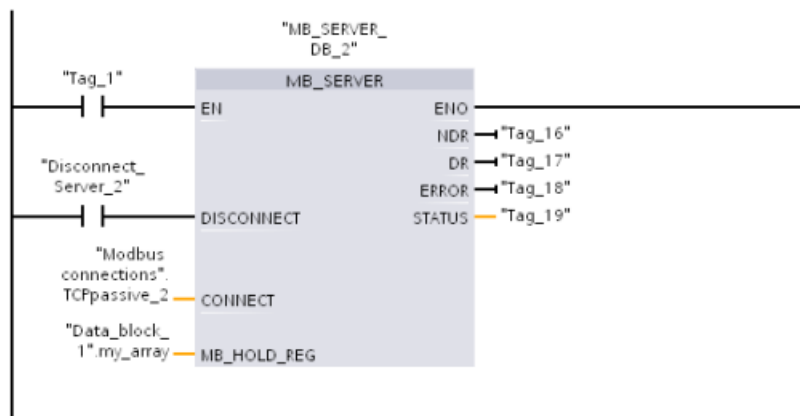 "MB_SERVER_
DB_2"
MB_SERVER
"Tag_1"
EN
ENO
NDR
"Tag_16"
DR
"Tag_17"
ERROR
"Tag_18"
"Disconnect_
Server_2"
DISCONNECT
STATUS
"Tag_19"
"Modbus
connections".
TCPpassive_2
CONNECT
"Data_block_
1".my_array
MB_HOLD_REG